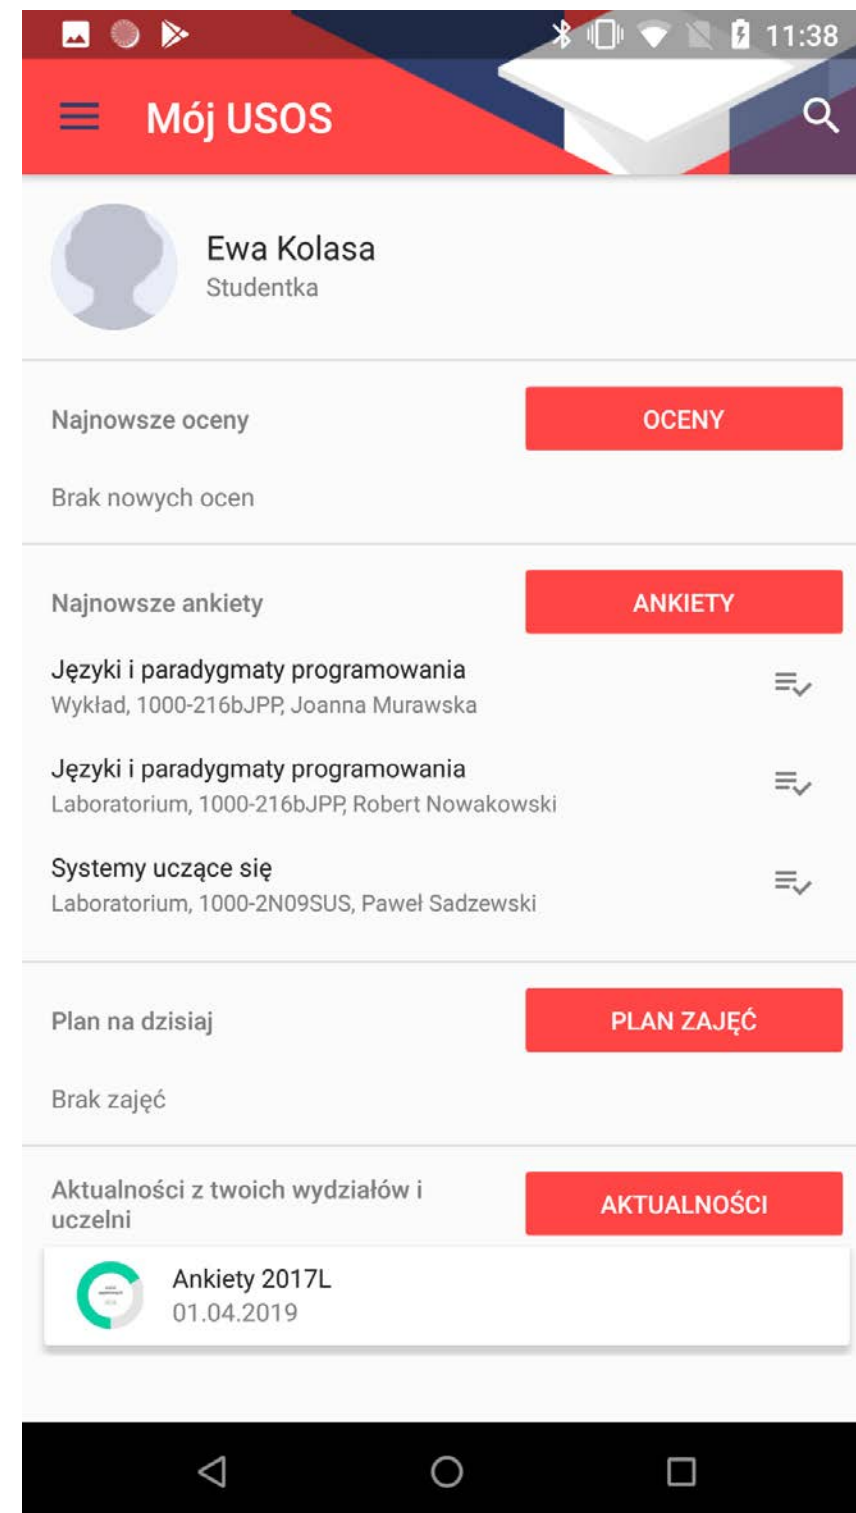 11:38
Mój USOS
Ewa Kolasa
Studentka
Najnowsze oceny
OCENY
Brak nowych ocen
Najnowsze ankiety
ANKIETY
Języki i paradygmaty programowania
Wykład, 1000-216bJPP, Joanna Murawska
Języki i paradygmaty programowania
Laboratorium, 1000-216bJPP, Robert Nowakowski
Systemy uczące się
Laboratorium, 1000-2N09SUS, Paweł Sadzewski
Plan na dzisiaj
PLAN ZAJĘĆ
Brak zajęć
Aktualności z twoich wydziałów i
uczelni
AKTUALNOŚCI
Ankiety 2017L
01.04.2019